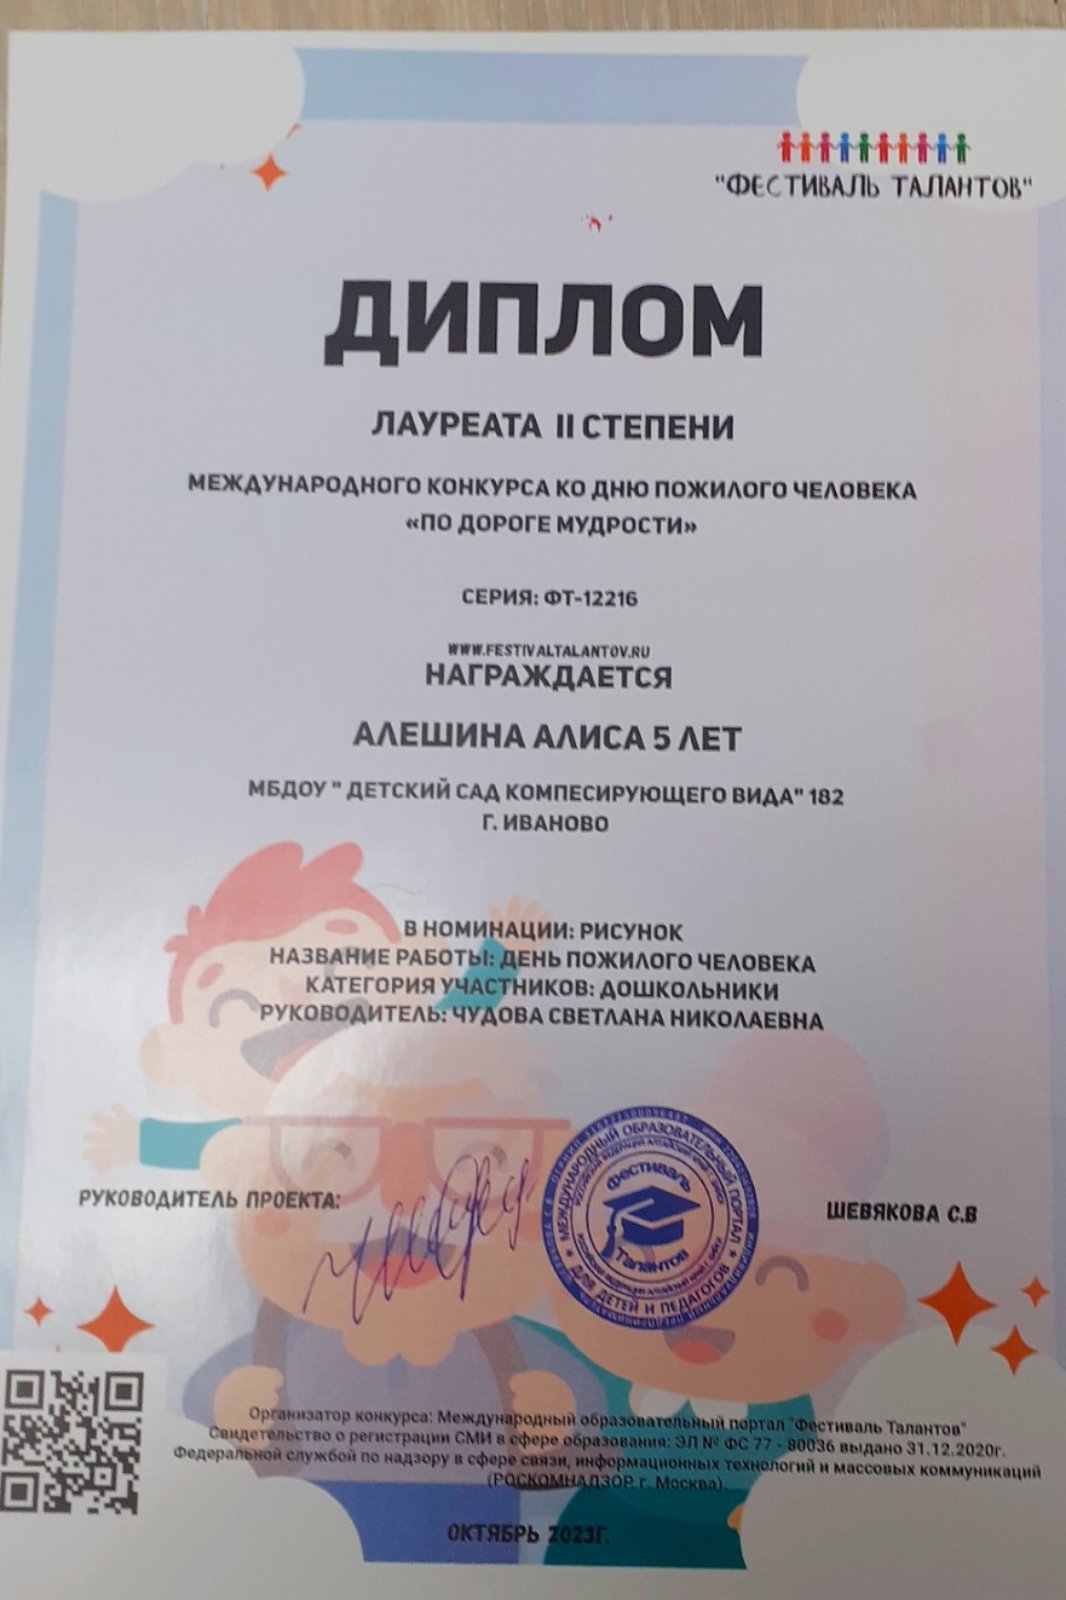 "ФЕСТИВАЛЬ ТАЛАНТОВ"
ДИПЛОМ
ЛАУРЕАТА II СТЕПЕНИ
МЕЖДУНАРОДНОГО КОНКУРСА КО ДНЮ ПОЖИЛОГО ЧЕЛОВЕКА
«ПО ДОРОГЕ МУДРОСТИ»
СЕРИЯ: ФТ-12216
WWW.FESTIVALTALANTOV.RU
НАГРАЖДАЕТСЯ
АЛЕШИНА АЛИСА 5 ЛЕТ
МБДОУ " ДЕТСКИЙ САД КОМПЕСИРУЮЩЕГО ВИДА" 182
Г. ИВАНОВО
В НОМИНАЦИИ: РИСУНОК
НАЗВАНИЕ РАБОТЫ: ДЕНЬ ПОЖИЛОГО ЧЕЛОВЕКА
КАТЕГОРИЯ УЧАСТНИКОВ: ДОШКОЛЬНИКИ
РУКОВОДИТЕЛЬ: ЧУДОВА СВЕТЛАНА НИКОЛАЕВНА
РУКОВОДИТЕЛЬ ПРОЕКТА:
МЕЖДУНАРОДНЫЙ ОБРАЗОВАТЕЛЬНЫЙ ПОРТАЛ
ДЛЯ ДЕТЕЙ И ПЕДАГОГОВ
Фестиваль
Талантов
ШЕВЯКОВА С.В
Организатор конкурса: Международный образовательный портал "Фестиваль Талантов"
Свидетельство о регистрации СМИ в сфере образования: ЭЛ № ФС 77 - 80036 выдано 31.12.2020г.
Федеральной службой по надзору в сфере связи, информационных технологий и массовых коммуникаций
(РОСКОМНАДЗОР, г. Москва).
ОКТЯБРЬ 2023Г.